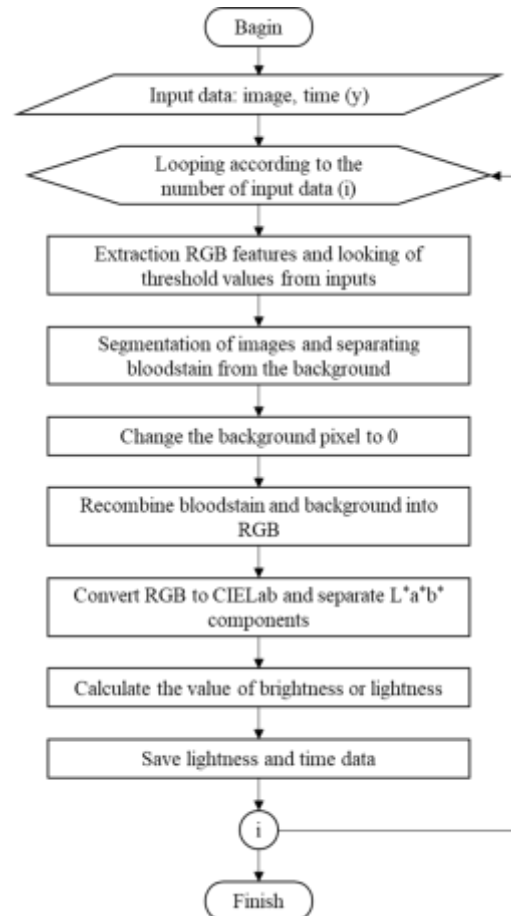 Bagin
Input data: image, time (y)
Looping according to the
number of input data (i)
Extraction RGB features and looking of
threshold values from inputs
Segmentation of images and separating
bloodstain from the background
Change the background pixel to 0
Recombine bloodstain and background into
RGB
Convert RGB to CIELab and separate L*a*b*
components
Calculate the value of brightness or lightness
Save lightness and time data
i
Finish